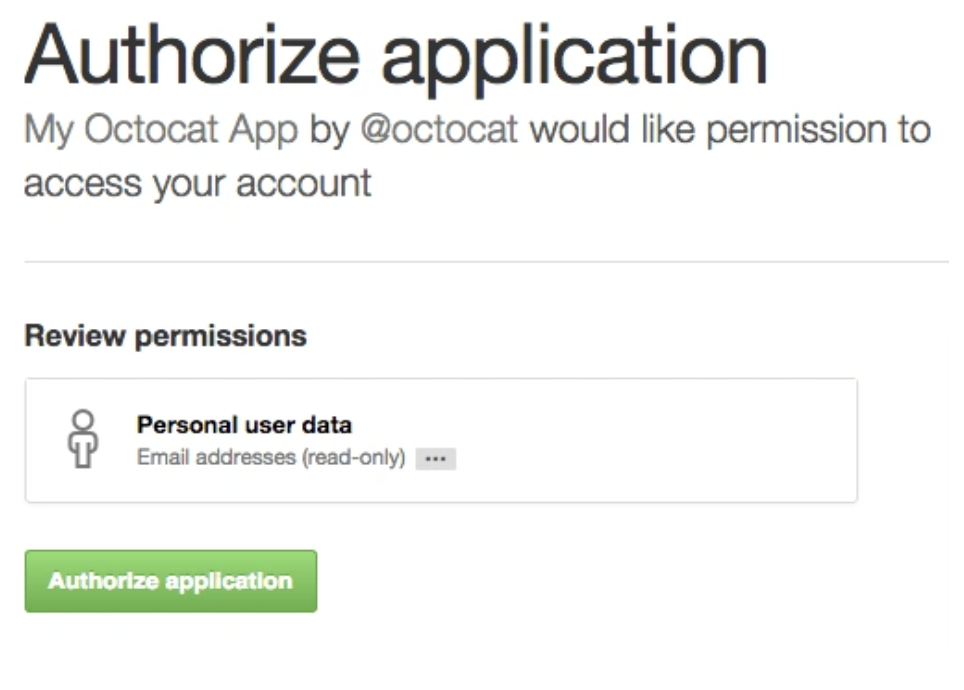 Authorize application
My Octocat App by @octocat would like permission to
access your account
Review permissions
Personal user data
Email addresses (read-only) ...
Authorize application